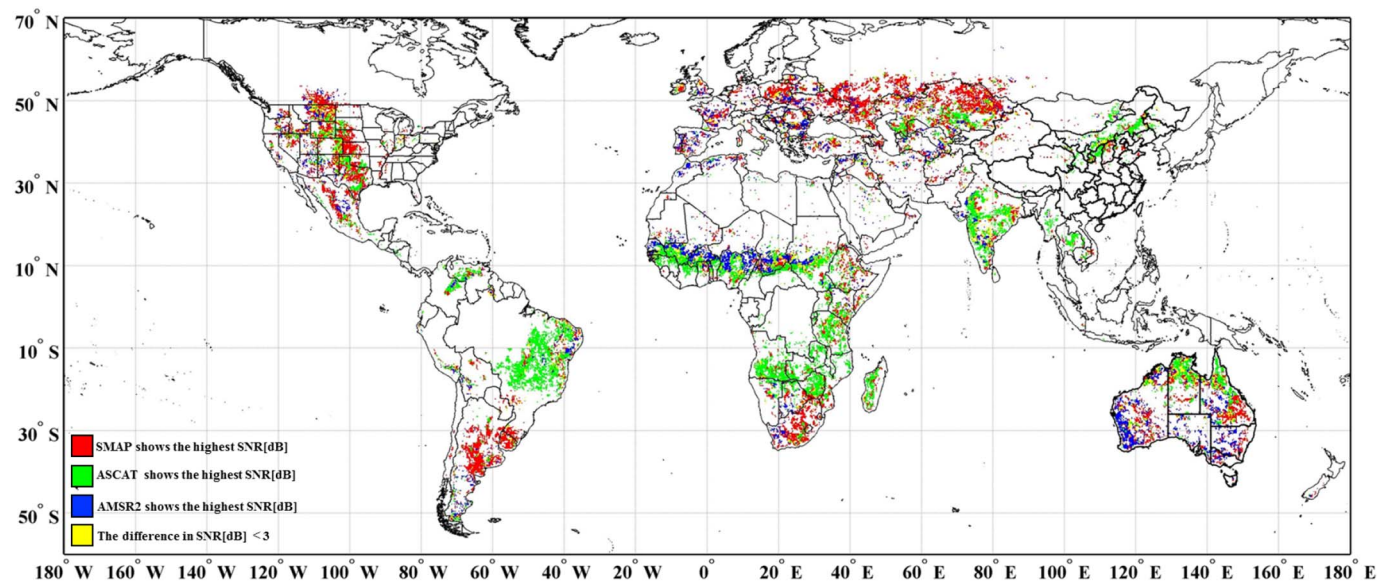 70° N
50° N
30° N
10° N
10° S
30° S
50° S
SMAP shows the highest SNR[dB]
ASCAT shows the highest SNR[dB]
AMSR2 shows the highest SNR[dB]
The difference in SNR[dB] < 3
180° W 160° W 140° W 120° W 100° W 80° W 60° W 40° W 20° W 0° 20° E 40° E 60° E 80° E 100° E 120° E 140° E 160° E 180° E